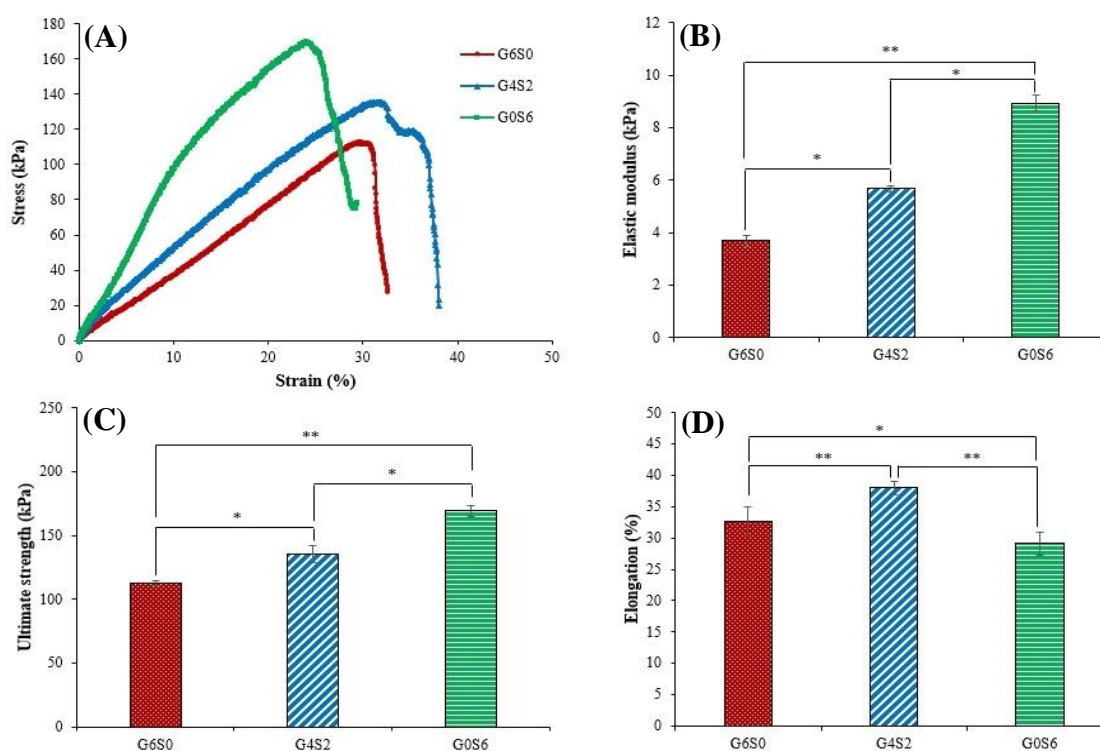 (A)
Stress (kPa)
180
160
140
120
100
80
60
40
20
0
0 10 20 30 40 50
Strain (%)
G6S0
G4S2
G0S6
(B)
Elastic modulus (kPa)
12
10
8
6
4
2
0
**
*
*
G6S0 G4S2 G0S6
(C)
Ultimate strength (kPa)
250
200
150
100
50
0
**
*
*
G6S0 G4S2 G0S6
(D)
Elongation (%)
50
45
40
35
30
25
20
15
10
5
0
*
** **
G6S0 G4S2 G0S6